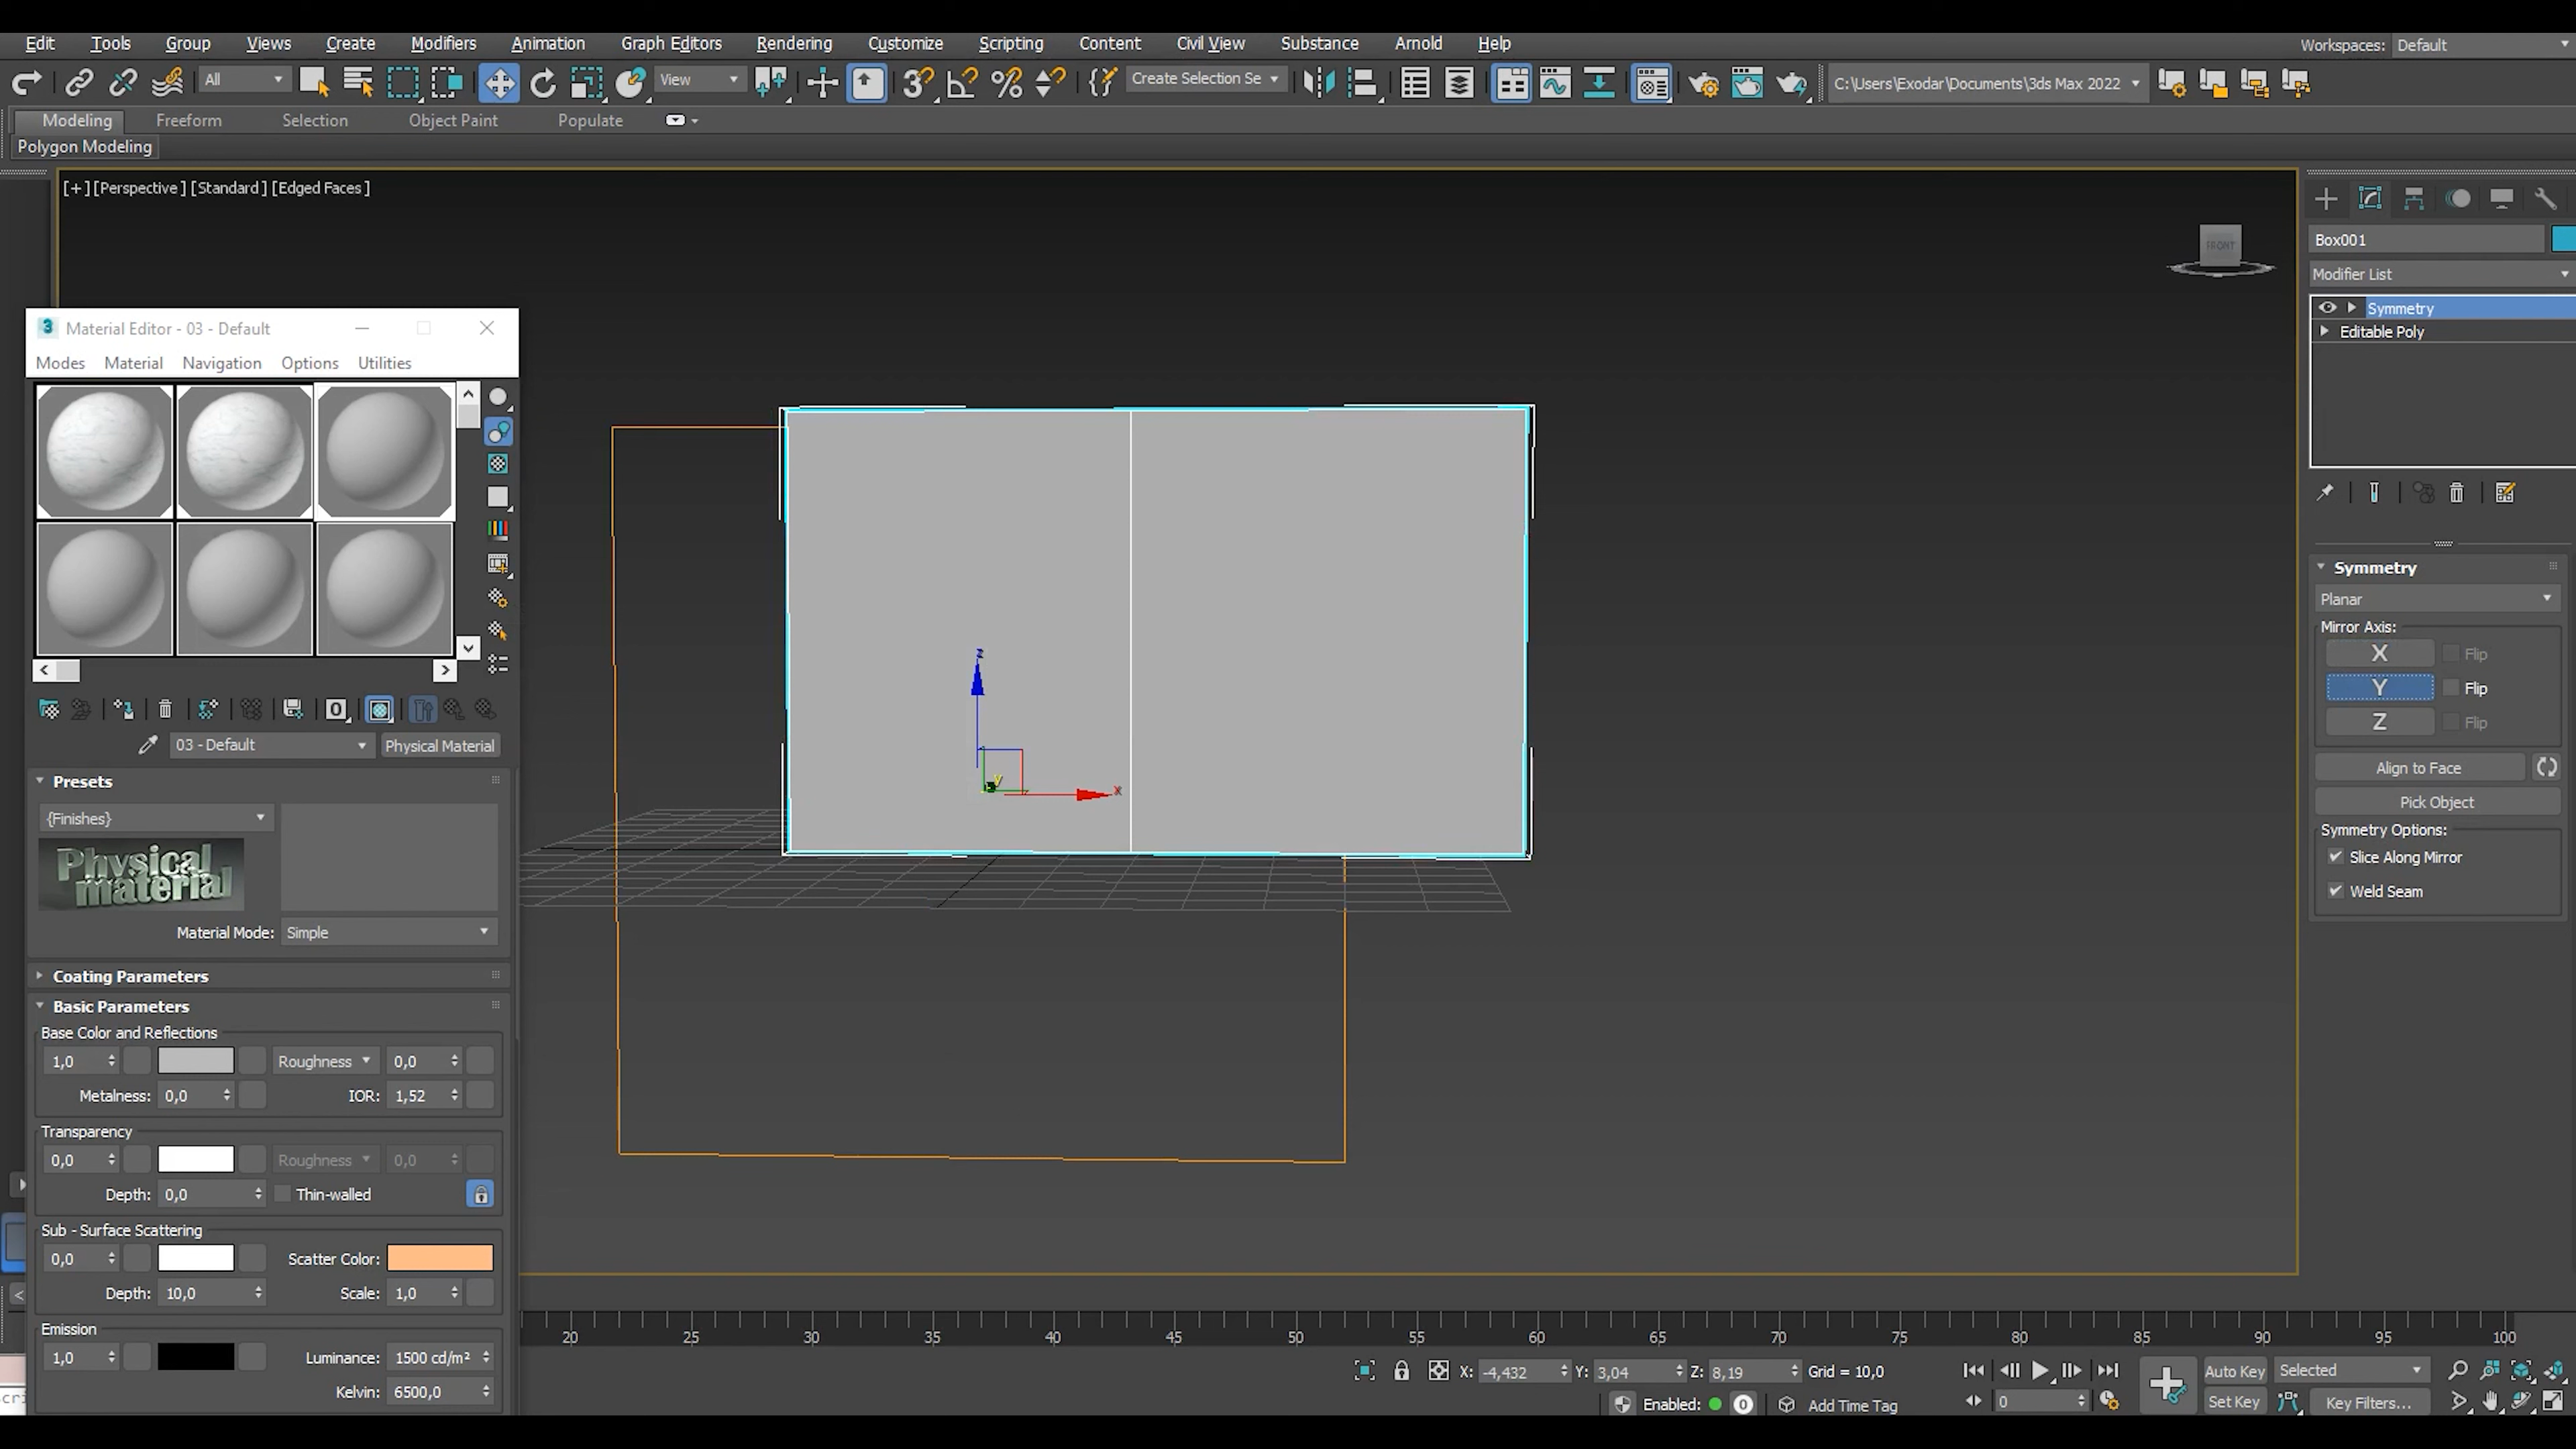 Edit Tools Group Views Create Modifiers Animation Graph Editors Rendering Customize Scripting Content Civil View Substance Arnold Help Workspaces: Default
All View Create Selection Se C:\Users\Exodar\Documents\3ds Max 2022
Modeling Freeform Selection Object Paint Populate
Polygon Modeling
[+] [Perspective] [Standard] [Edged Faces]
FRONT
Box001
Modifier List
Symmetry
Editable Poly
3 Material Editor - 03 - Default
Modes Material Navigation Options Utilities
03 - Default Physical Material
Presets
{Finishes}
Physical
material
Material Mode: Simple
Coating Parameters
Basic Parameters
Base Color and Reflections
1,0 Roughness 0,0
Metalness: 0,0 IOR: 1,52
Transparency
0,0 Roughness 0,0
Depth: 0,0 Thin-walled
Sub - Surface Scattering
0,0 Scatter Color:
Depth: 10,0 Scale: 1,0
Emission
1,0 Luminance: 1500 cd/m²
Kelvin: 6500,0
z
y
x
Symmetry
Planar
Mirror Axis:
X Flip
Y Flip
Z Flip
Align to Face
Pick Object
Symmetry Options:
Slice Along Mirror
Weld Seam
20 25 30 35 40 45 50 55 60 65 70 75 80 85 90 95 100
X: -4,432 Y: 3,04 Z: 8,19 Grid = 10,0 Auto Key Selected
Enabled: 0 Add Time Tag 0 Set Key Key Filters...